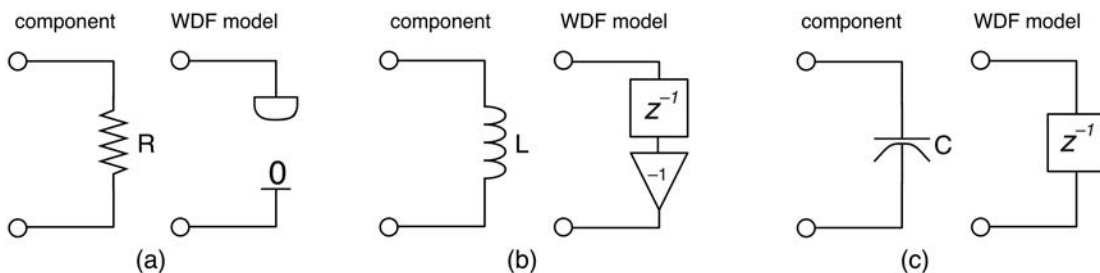 component WDF model
R
0
(a)
component WDF model
L
z⁻¹
−1
(b)
component WDF model
C
z⁻¹
(c)